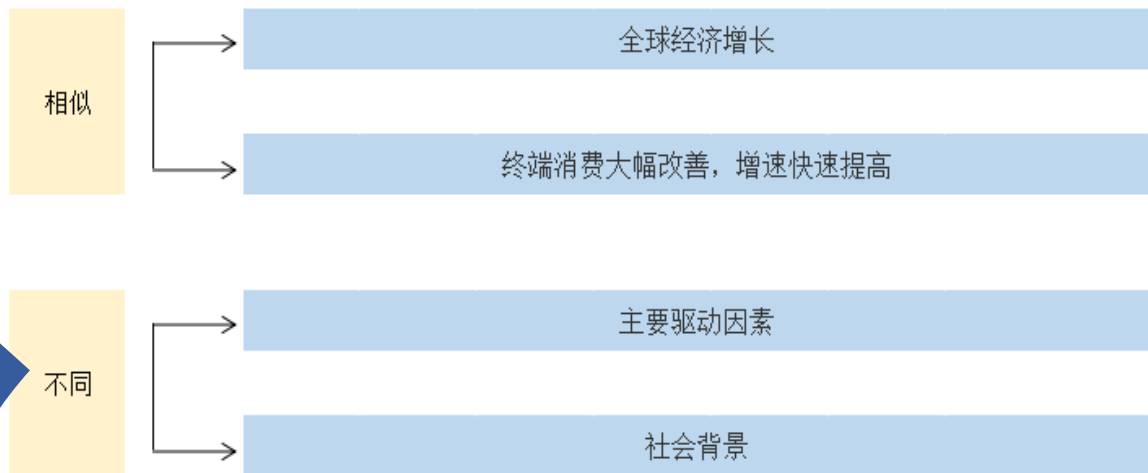 全球经济增长
相似
终端消费大幅改善，增速快速提高
主要驱动因素
不同
社会背景